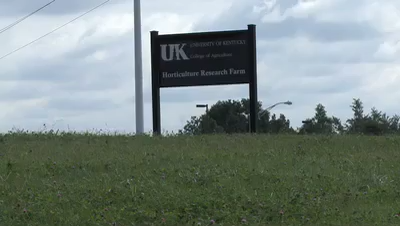 UK UNIVERSITY OF KENTUCKY
College of Agriculture
Horticulture Research Farm